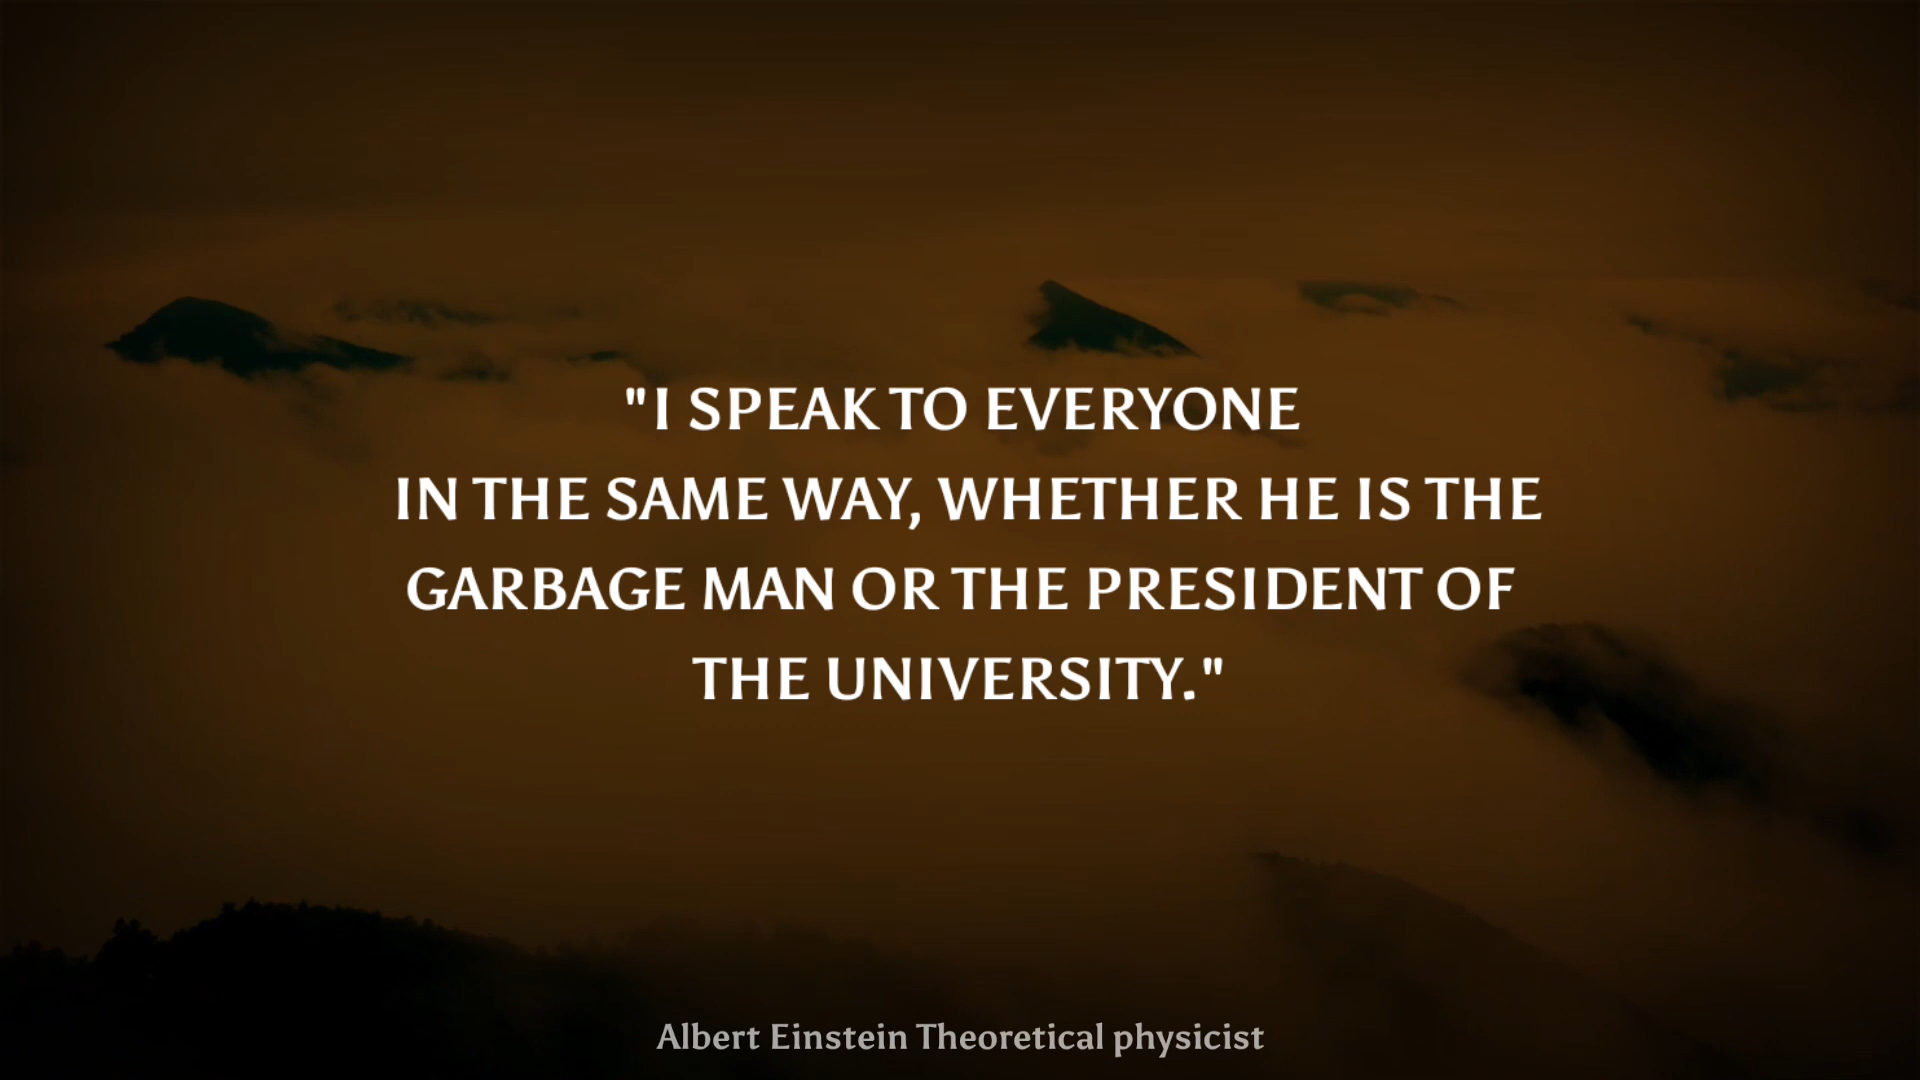 "I SPEAK TO EVERYONE
IN THE SAME WAY, WHETHER HE IS THE
GARBAGE MAN OR THE PRESIDENT OF
THE UNIVERSITY."
Albert Einstein Theoretical physicist